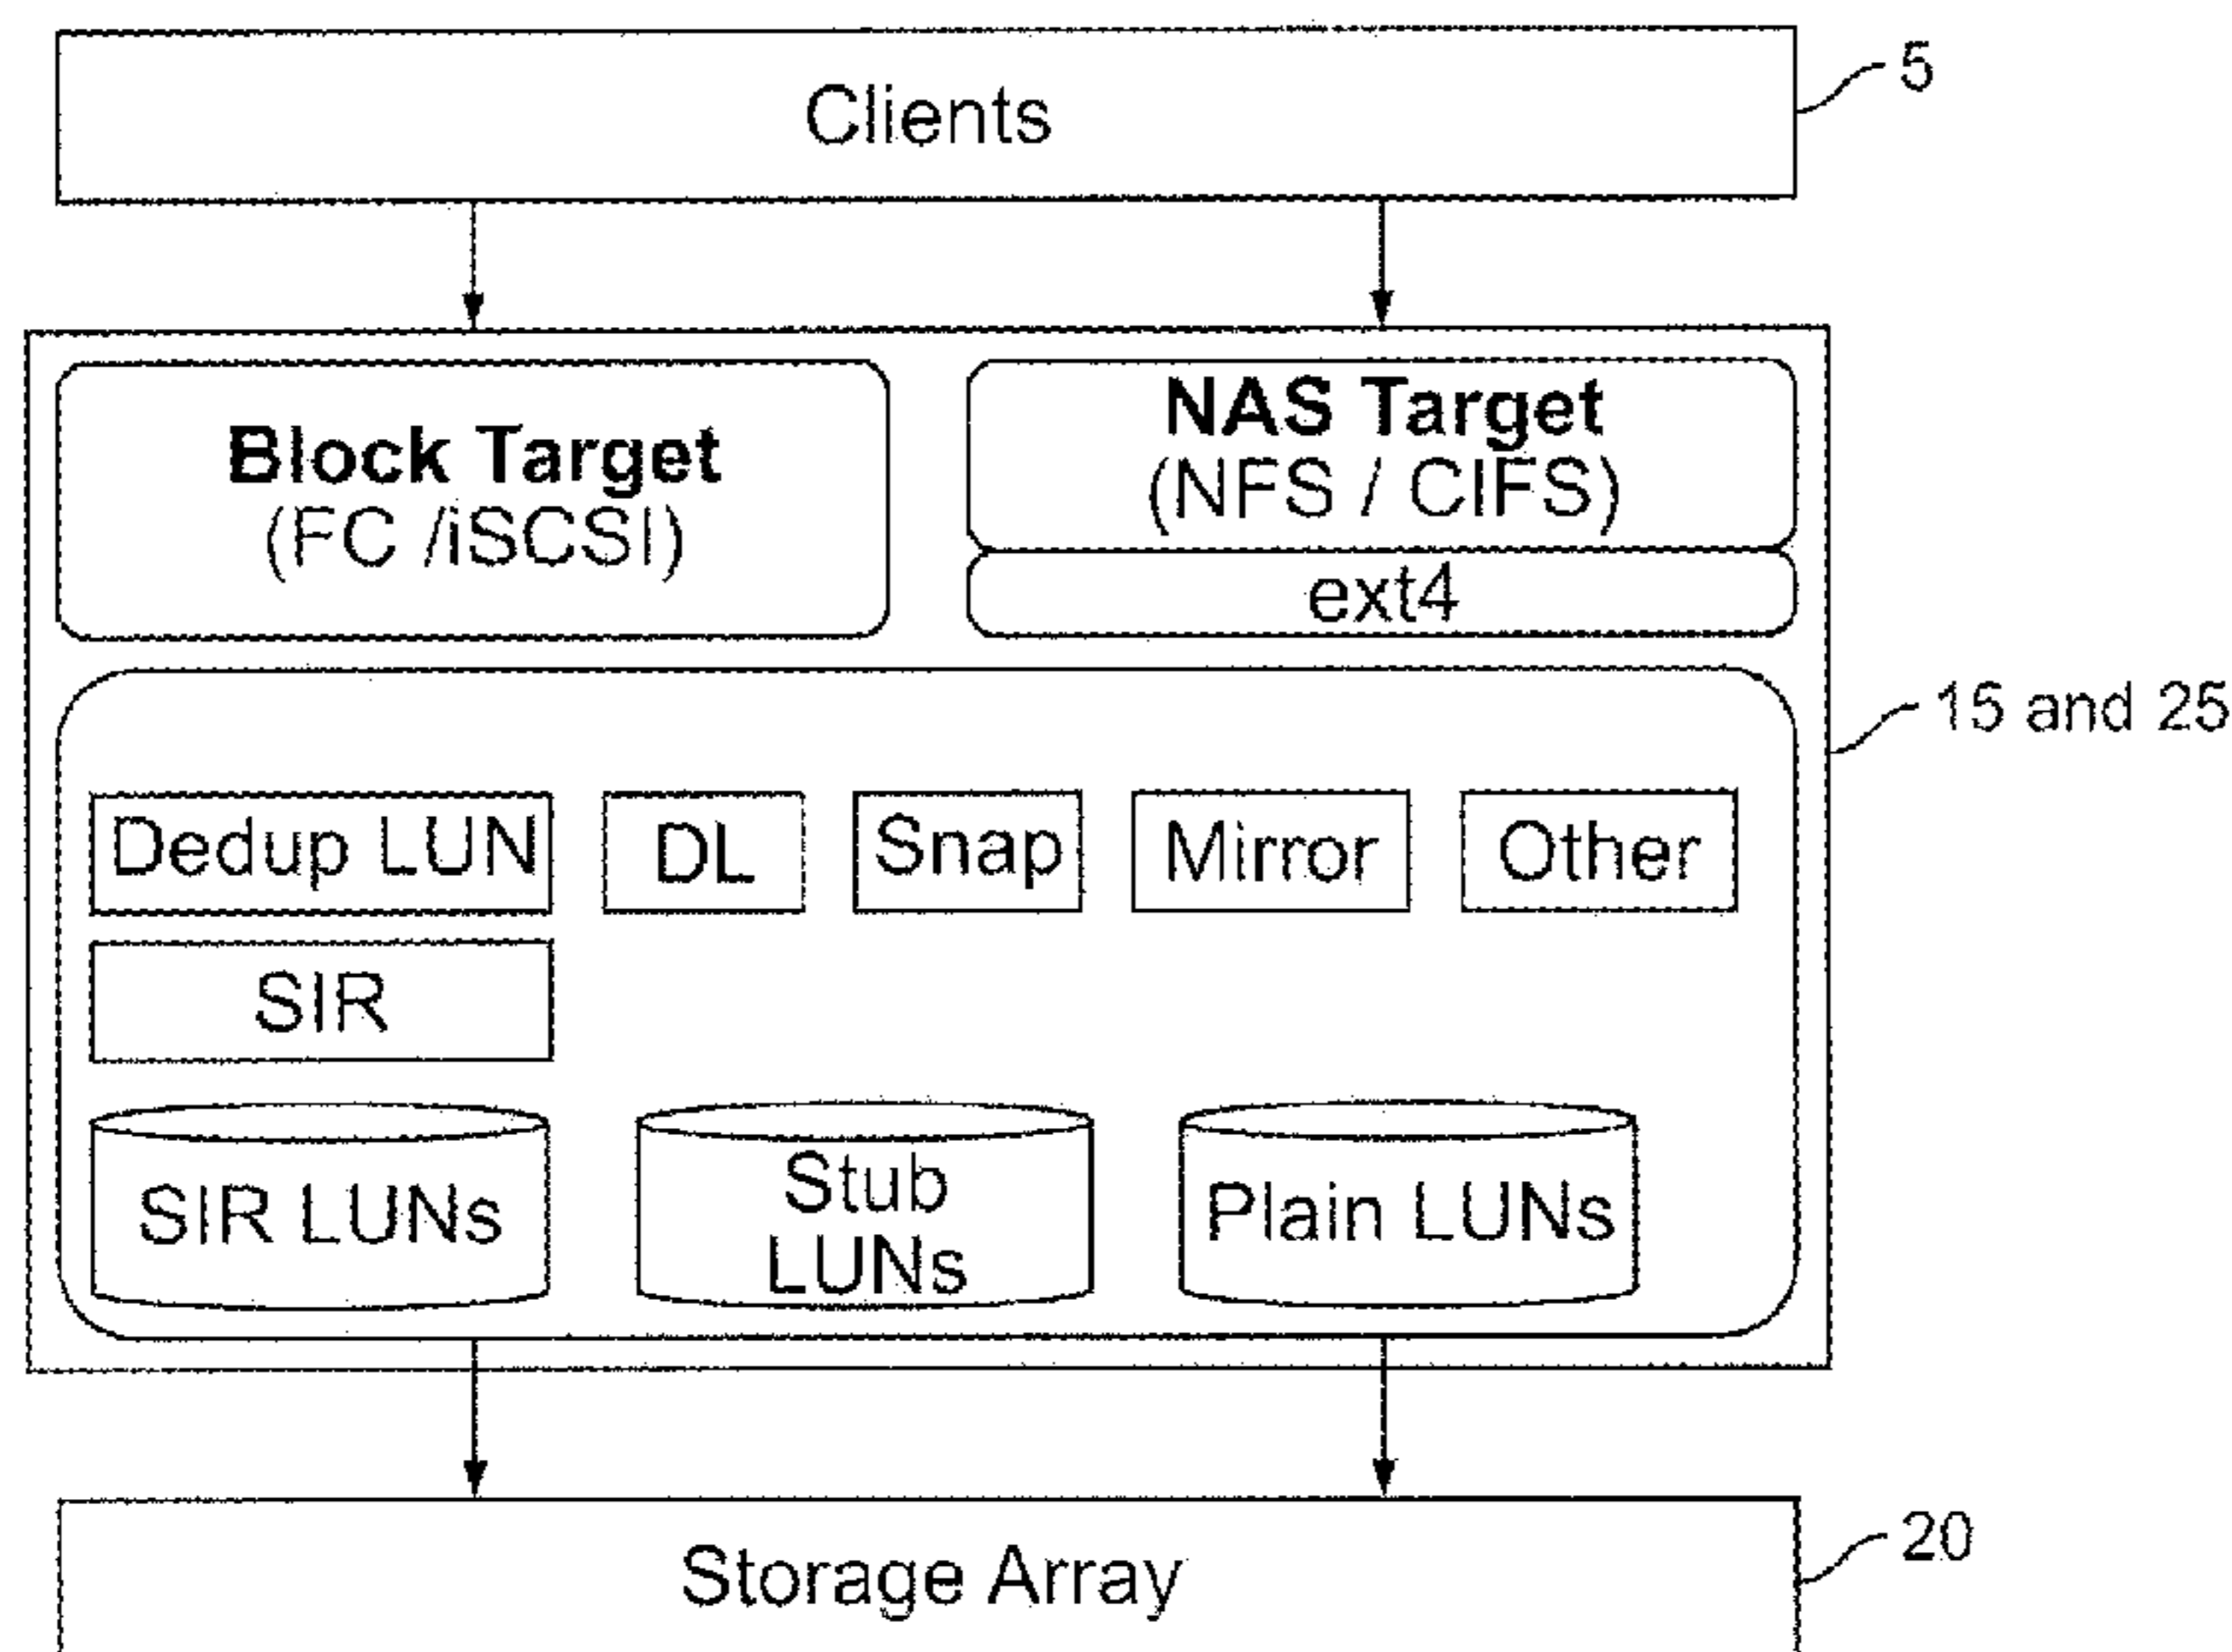 Clients
5
Block Target
(FC /iSCSI)
NAS Target
(NFS / CIFS)
ext4
15 and 25
Dedup LUN
DL
Snap
Mirror
Other
SIR
SIR LUNs
Stub
LUNs
Plain LUNs
Storage Array
20